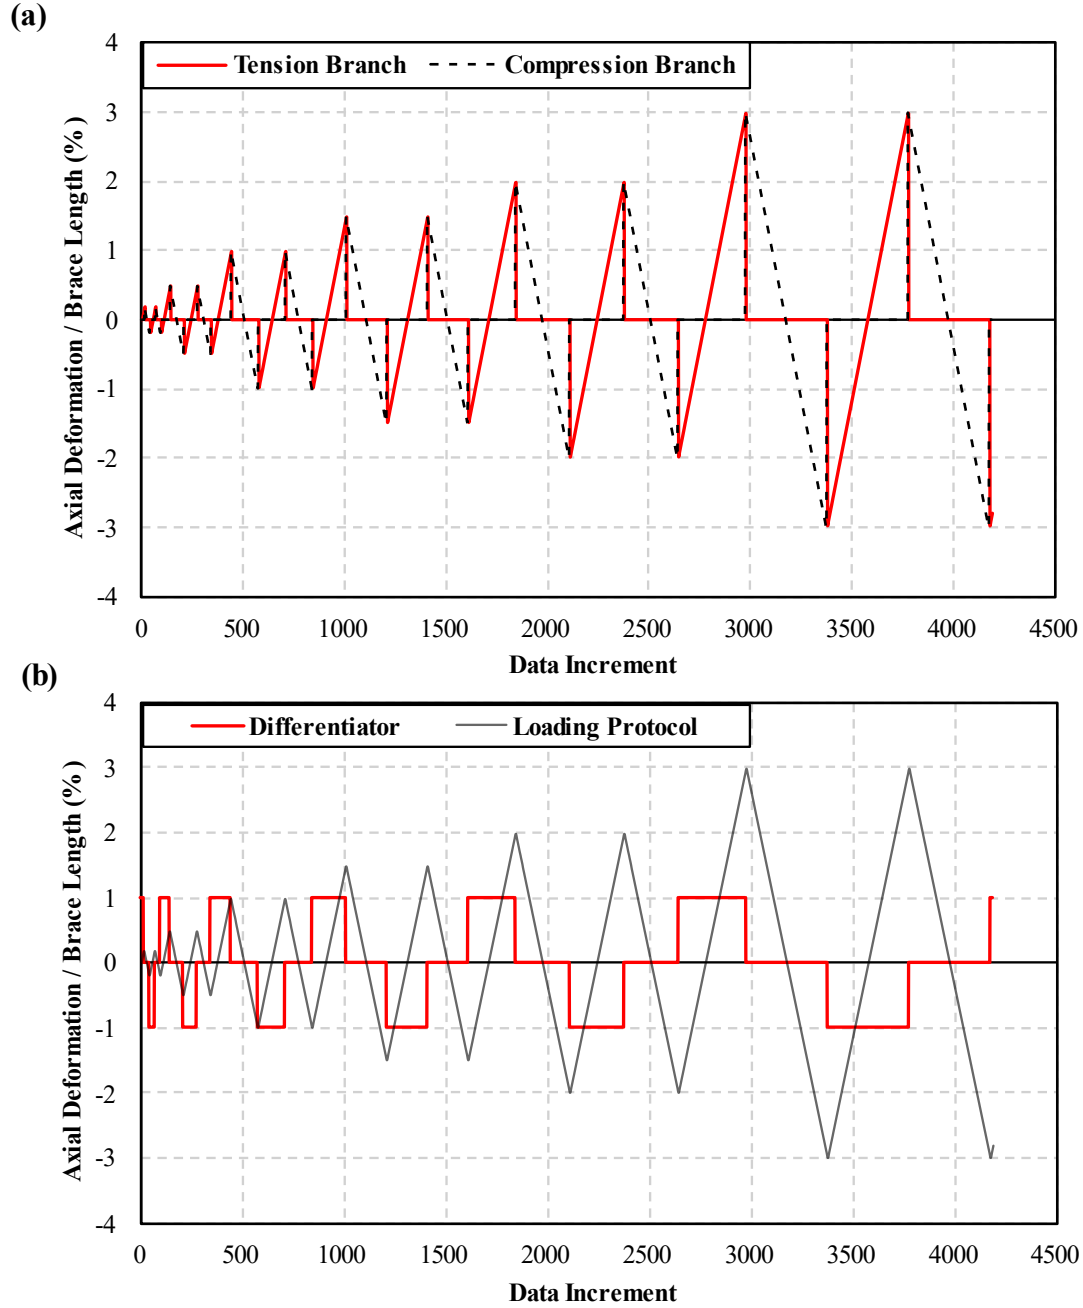 (a)
4
3
2
1
0
-1
-2
-3
-4
Tension Branch Compression Branch
Axial Deformation / Brace Length (%)
0 500 1000 1500 2000 2500 3000 3500 4000 4500
Data Increment
(b)
4
3
2
1
0
-1
-2
-3
-4
Differentiator Loading Protocol
Axial Deformation / Brace Length (%)
0 500 1000 1500 2000 2500 3000 3500 4000 4500
Data Increment